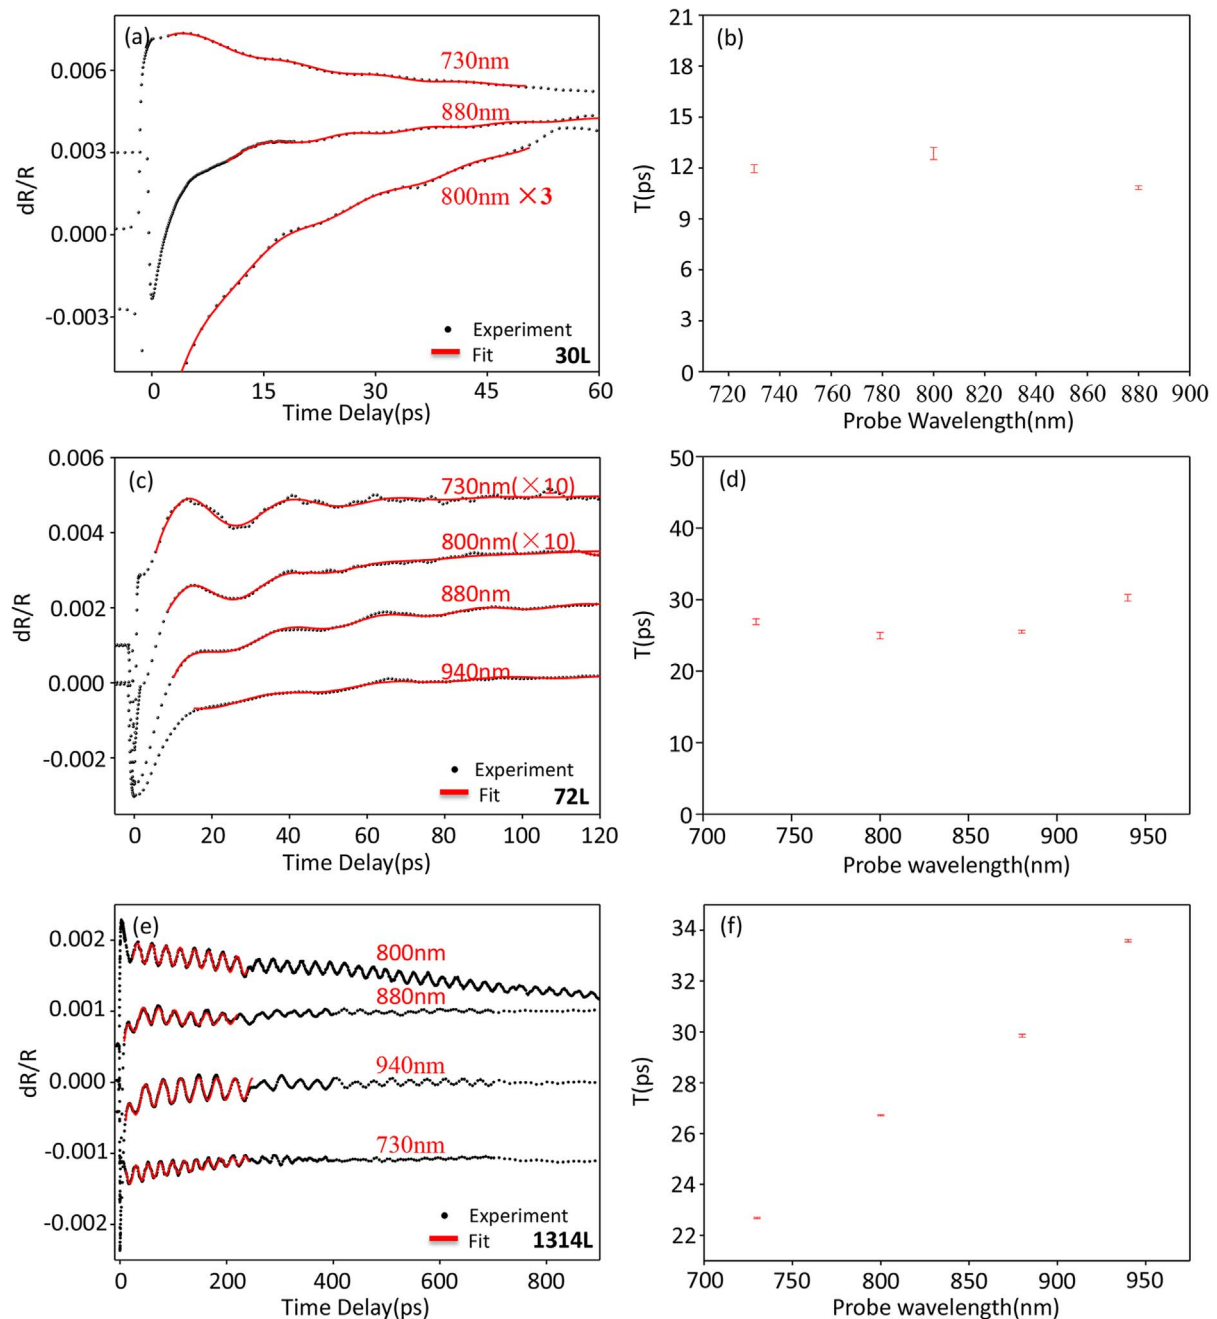 (a)
730nm
880nm
800nm ×3
Experiment
Fit 30L
0.006
0.003
0.000
-0.003
dR/R
0 15 30 45 60
Time Delay(ps)
(b)
21
18
15
12
9
6
3
0
T(ps)
720 740 760 780 800 820 840 860 880 900
Probe Wavelength(nm)
(c)
730nm(×10)
800nm(×10)
880nm
940nm
Experiment
Fit 72L
0.006
0.004
0.002
0.000
-0.002
dR/R
0 20 40 60 80 100 120
Time Delay(ps)
(d)
50
40
30
20
10
0
T(ps)
700 750 800 850 900 950
Probe wavelength(nm)
(e)
800nm
880nm
940nm
730nm
Experiment
Fit 1314L
0.002
0.001
0.000
-0.001
-0.002
dR/R
0 200 400 600 800
Time Delay(ps)
(f)
34
32
30
28
26
24
22
T(ps)
700 750 800 850 900 950
Probe wavelength(nm)